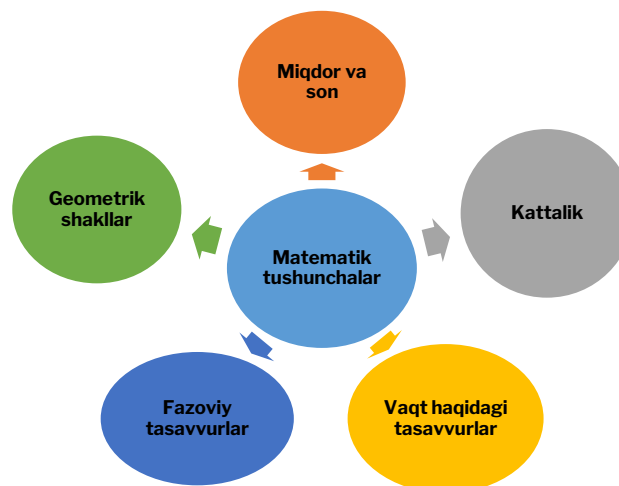 Miqdor va
son
Geometrik
shakllar
Kattalik
Matematik
tushunchalar
Fazoviy
tasavvurlar
Vaqt haqidagi
tasavvurlar